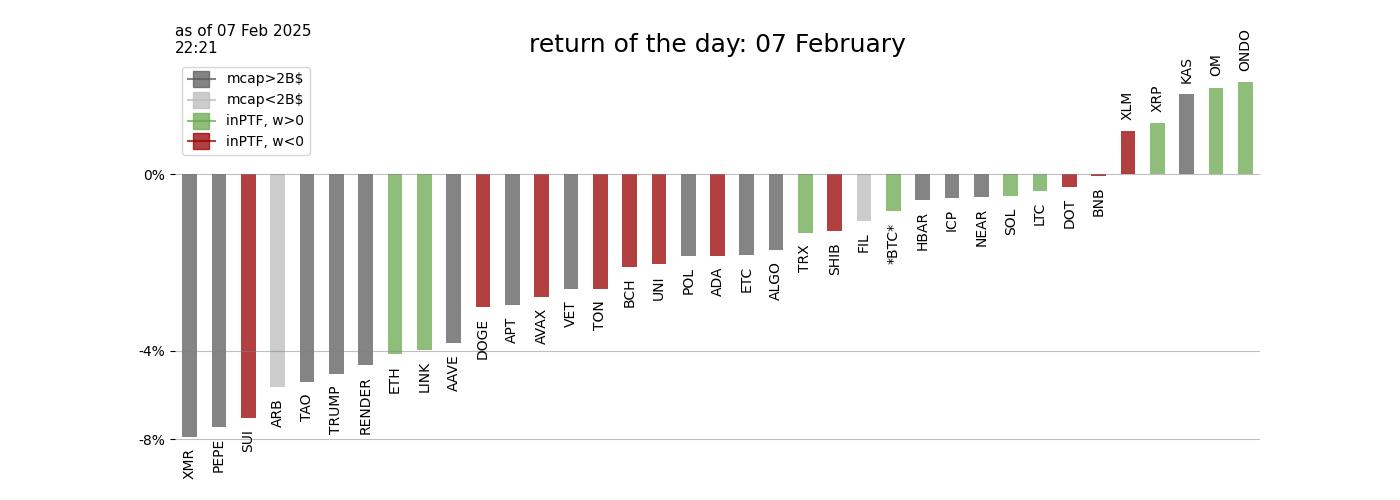 as of 07 Feb 2025
22:21
return of the day: 07 February
mcap>2B$
mcap<2B$
inPTF, w>0
inPTF, w<0
0%
-4%
-8%
XMR
PEPE
SUI
ARB
TAO
TRUMP
RENDER
ETH
LINK
AAVE
DOGE
APT
AVAX
VET
TON
BCH
UNI
POL
ADA
ETC
ALGO
TRX
SHIB
FIL
*BTC*
HBAR
ICP
NEAR
SOL
LTC
DOT
BNB
XLM
XRP
KAS
OM
ONDO